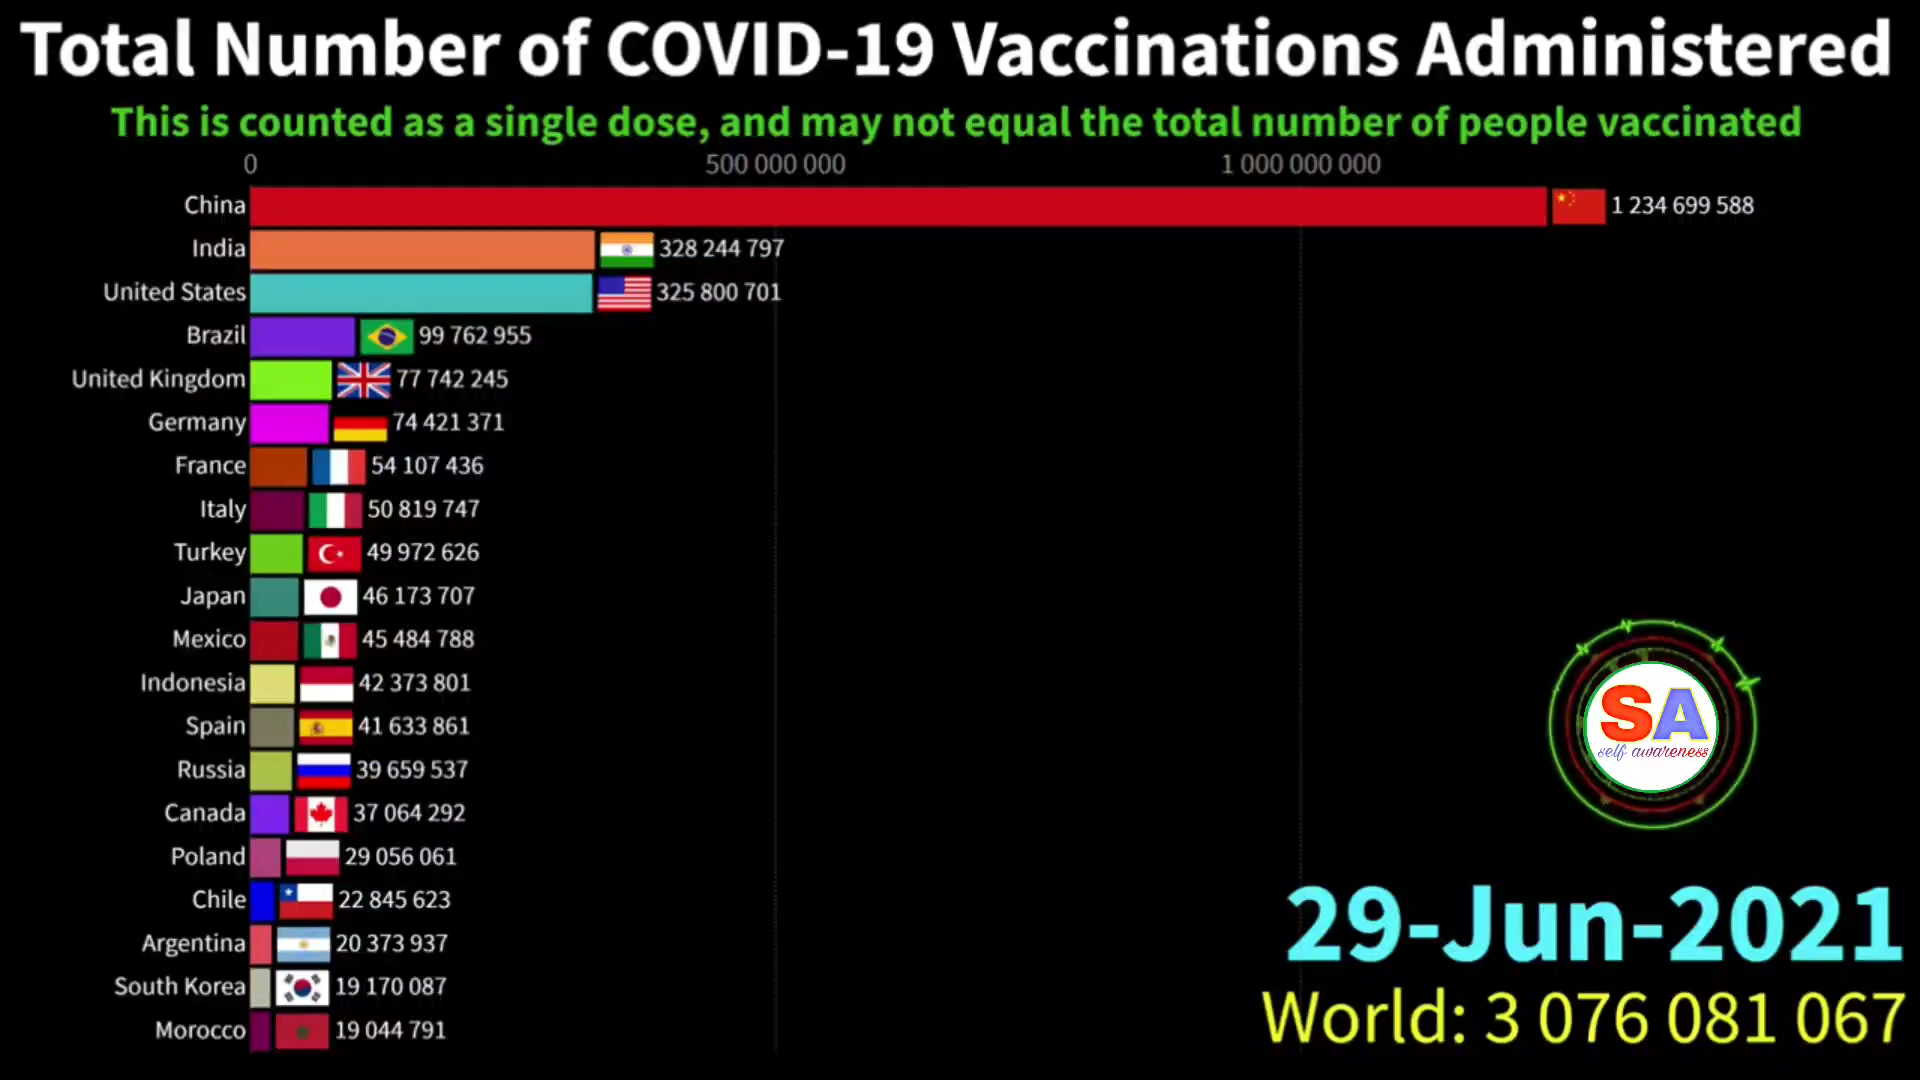 Total Number of COVID-19 Vaccinations Administered
This is counted as a single dose, and may not equal the total number of people vaccinated
0 500 000 000 1 000 000 000
China 1 234 699 588
India 328 244 797
United States 325 800 701
Brazil 99 762 955
United Kingdom 77 742 245
Germany 74 421 371
France 54 107 436
Italy 50 819 747
Turkey 49 972 626
Japan 46 173 707
Mexico 45 484 788
Indonesia 42 373 801
Spain 41 633 861
Russia 39 659 537
Canada 37 064 292
Poland 29 056 061
Chile 22 845 623
Argentina 20 373 937
South Korea 19 170 087
Morocco 19 044 791
SA
self awareness
29-Jun-2021
World: 3 076 081 067